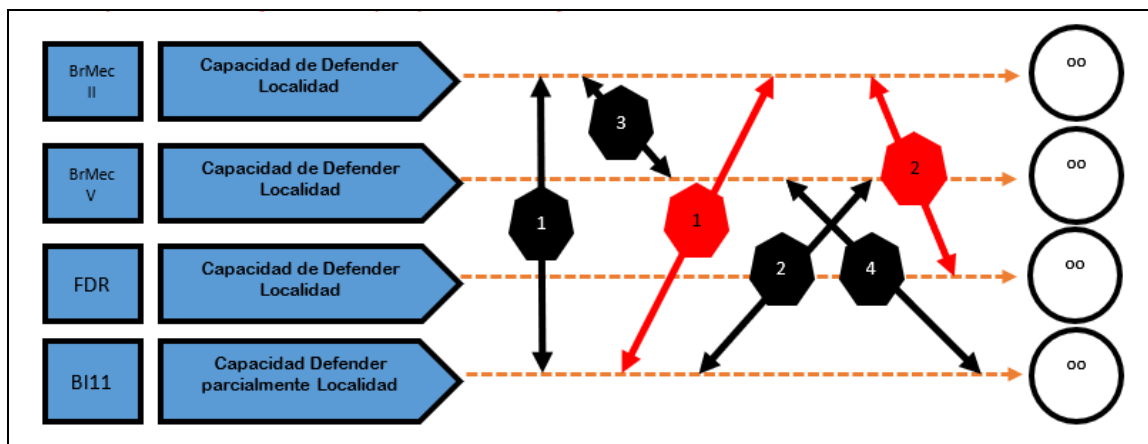 BrMec
II
Capacidad de Defender
Localidad
oo
3
BrMec
V
Capacidad de Defender
Localidad
2
oo
1
1
FDR
Capacidad de Defender
Localidad
2
4
oo
BI11
Capacidad Defender
parcialmente Localidad
oo